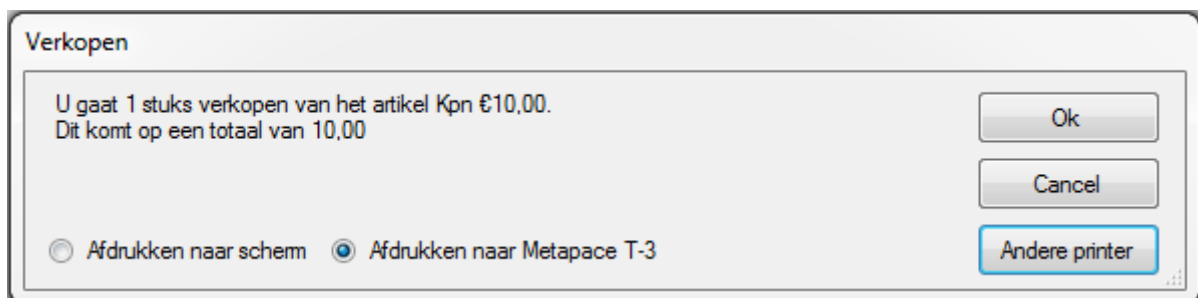 Verkopen
U gaat 1 stuks verkopen van het artikel Kpn €10,00.
Dit komt op een totaal van 10,00
Ok
Cancel
Afdrukken naar scherm
Afdrukken naar Metapace T-3
Andere printer